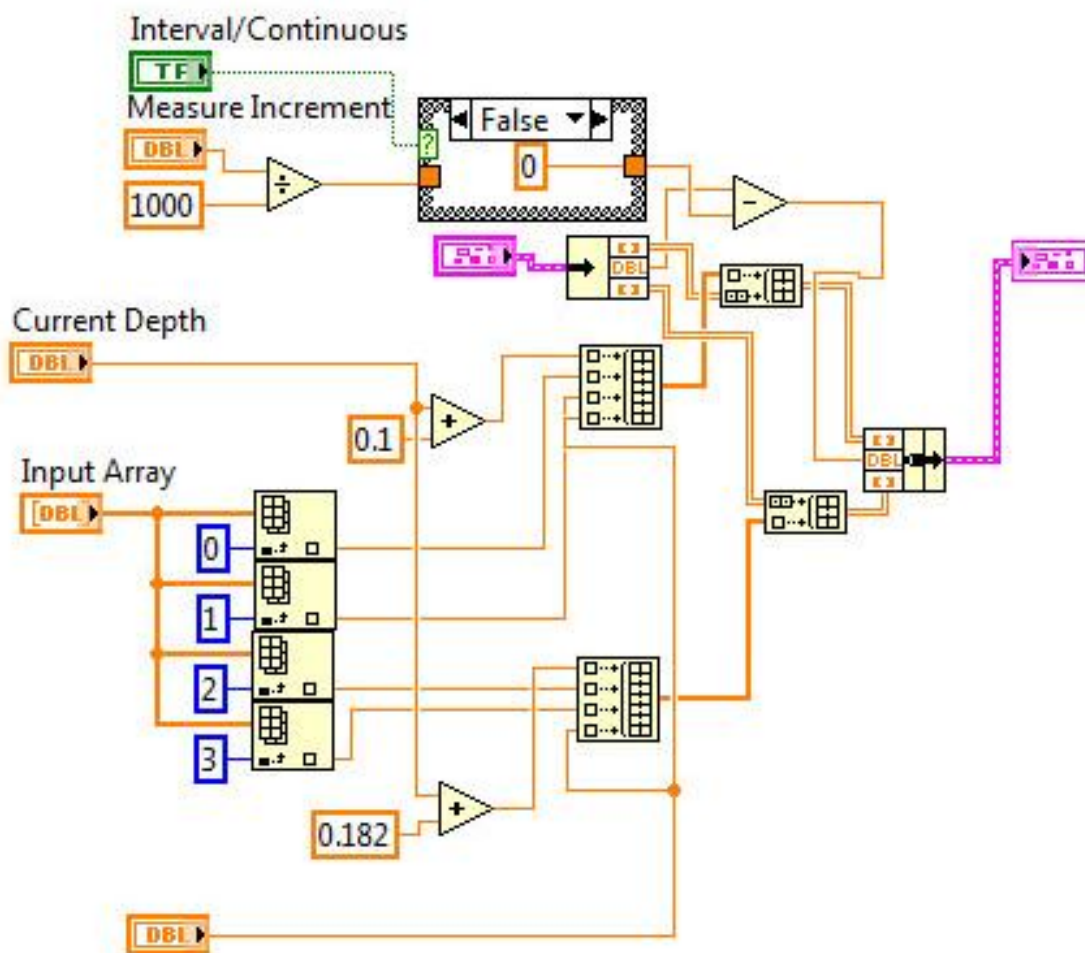 Interval/Continuous
TF
Measure Increment
DBL
1000
÷
?
False
0
-
DBL
Current Depth
DBL
+
0.1
DBL
Input Array
[DBL]
0
1
2
3
+
0.182
DBL